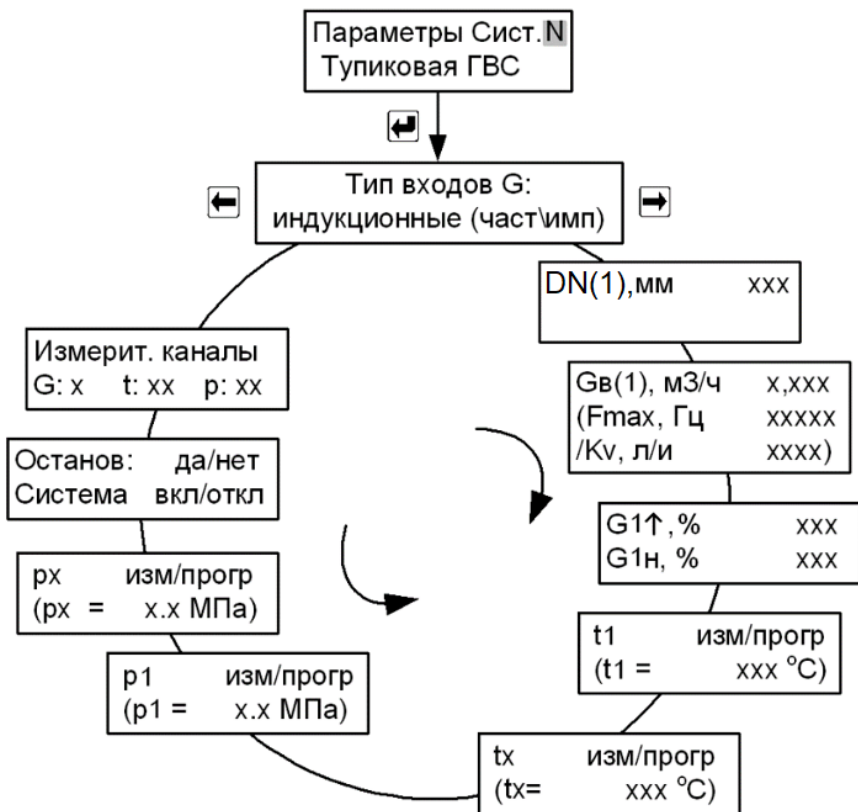 Параметры Сист.N
Тупиковая ГВС
Тип входов G:
индукционные (част\имп)
DN(1),мм xxx
Gв(1), м3/ч x,xxx
(Fmax, Гц xxxxx
/Kv, л/и xxxx)
G1↑,% xxx
G1н, % xxx
t1 изм/прогр
(t1 = xxx °C)
tx изм/прогр
(tx= xxx °C)
p1 изм/прогр
(p1 = x.x МПа)
px изм/прогр
(px = x.x МПа)
Останов: да/нет
Система вкл/откл
Измерит. каналы
G: x t: xx p: xx